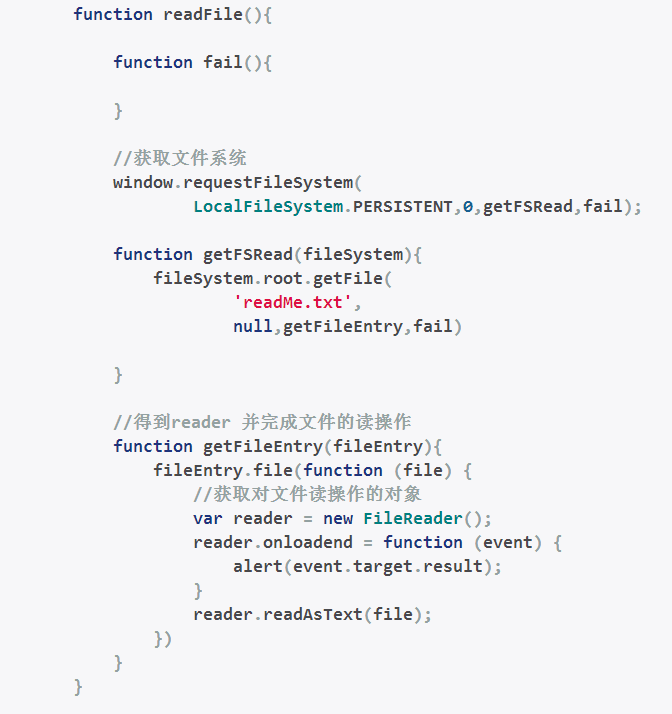 function readFile(){
function fail(){
}
//获取文件系统
window.requestFileSystem(
LocalFileSystem.PERSISTENT,0,getFSRead,fail);
function getFSRead(fileSystem){
fileSystem.root.getFile(
'readMe.txt',
null,getFileEntry,fail)
}
//得到reader 并完成文件的读操作
function getFileEntry(fileEntry){
fileEntry.file(function (file) {
//获取对文件读操作的对象
var reader = new FileReader();
reader.onloadend = function (event) {
alert(event.target.result);
}
reader.readAsText(file);
})
}
}